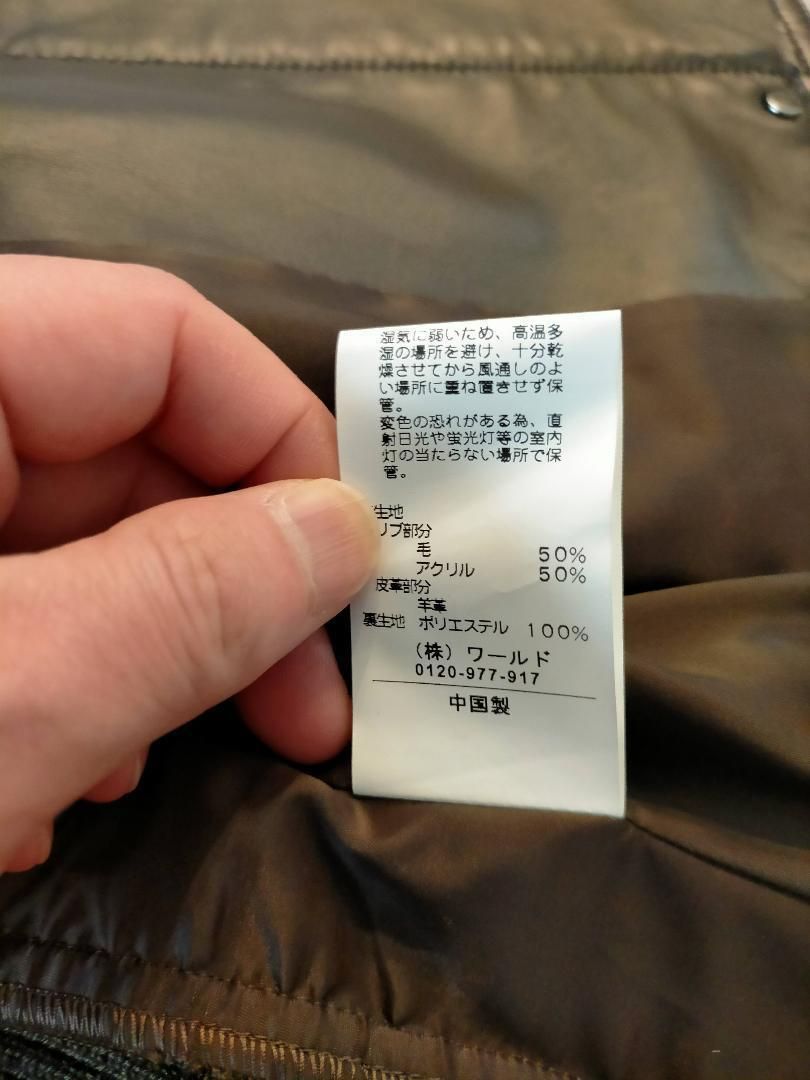 湿気に弱いため、高温多
湿の場所を避け、十分乾
燥させてから風通しのよ
い場所に重ね置きせず保
管。
変色の恐れがある為、直
射日光や蛍光灯等の室内
灯の当たらない場所で保
管。
生地
リブ部分
毛 50%
アクリル 50%
皮革部分
羊革
裏生地 ポリエステル 100%
(株) ワールド
0120-977-917
中国製